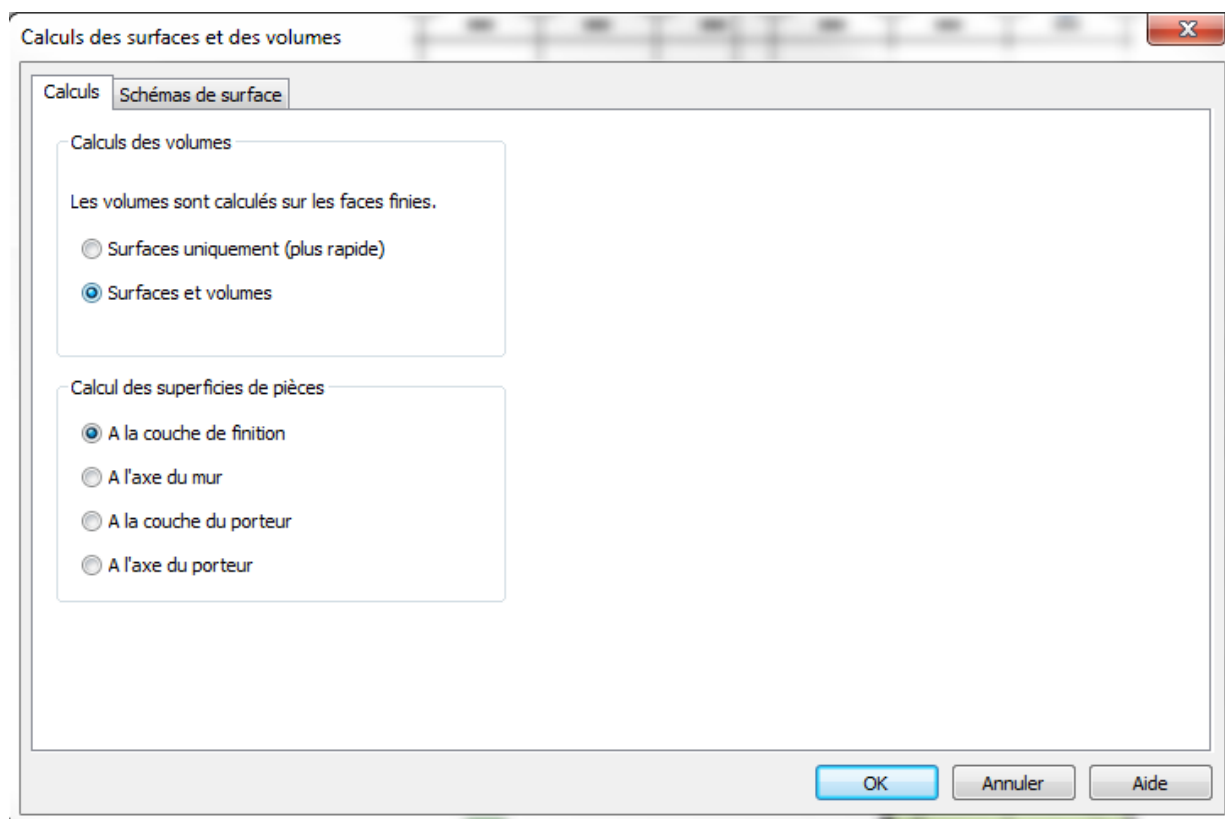 Calculs des surfaces et des volumes
Calculs
Schémas de surface
Calculs des volumes
Les volumes sont calculés sur les faces finies.
Surfaces uniquement (plus rapide)
Surfaces et volumes
Calcul des superficies de pièces
A la couche de finition
A l'axe du mur
A la couche du porteur
A l'axe du porteur
OK
Annuler
Aide